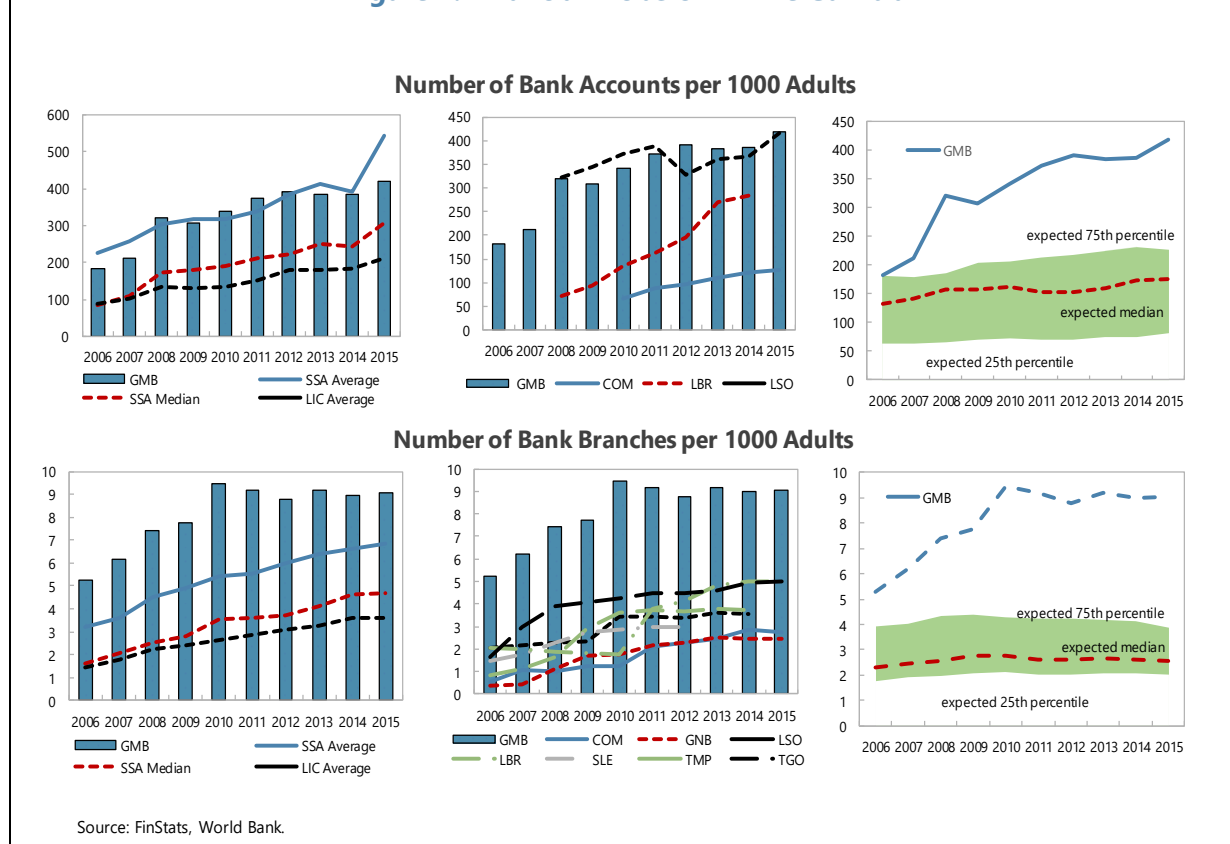 Number of Bank Accounts per 1000 Adults
600
500
400
300
200
100
0
2006 2007 2008 2009 2010 2011 2012 2013 2014 2015
GMB
SSA Average
SSA Median
LIC Average
450
400
350
300
250
200
150
100
50
0
2006 2007 2008 2009 2010 2011 2012 2013 2014 2015
GMB
COM
LBR
LSO
450
400
350
300
250
200
150
100
50
0
GMB
expected 75th percentile
expected median
expected 25th percentile
2006 2007 2008 2009 2010 2011 2012 2013 2014 2015
Number of Bank Branches per 1000 Adults
10
9
8
7
6
5
4
3
2
1
0
2006 2007 2008 2009 2010 2011 2012 2013 2014 2015
GMB
SSA Average
SSA Median
LIC Average
10
9
8
7
6
5
4
3
2
1
0
2006 2007 2008 2009 2010 2011 2012 2013 2014 2015
GMB
COM
GNB
LSO
LBR
SLE
TMP
TGO
10
9
8
7
6
5
4
3
2
1
0
GMB
expected 75th percentile
expected median
expected 25th percentile
2006 2007 2008 2009 2010 2011 2012 2013 2014 2015
Source: FinStats, World Bank.